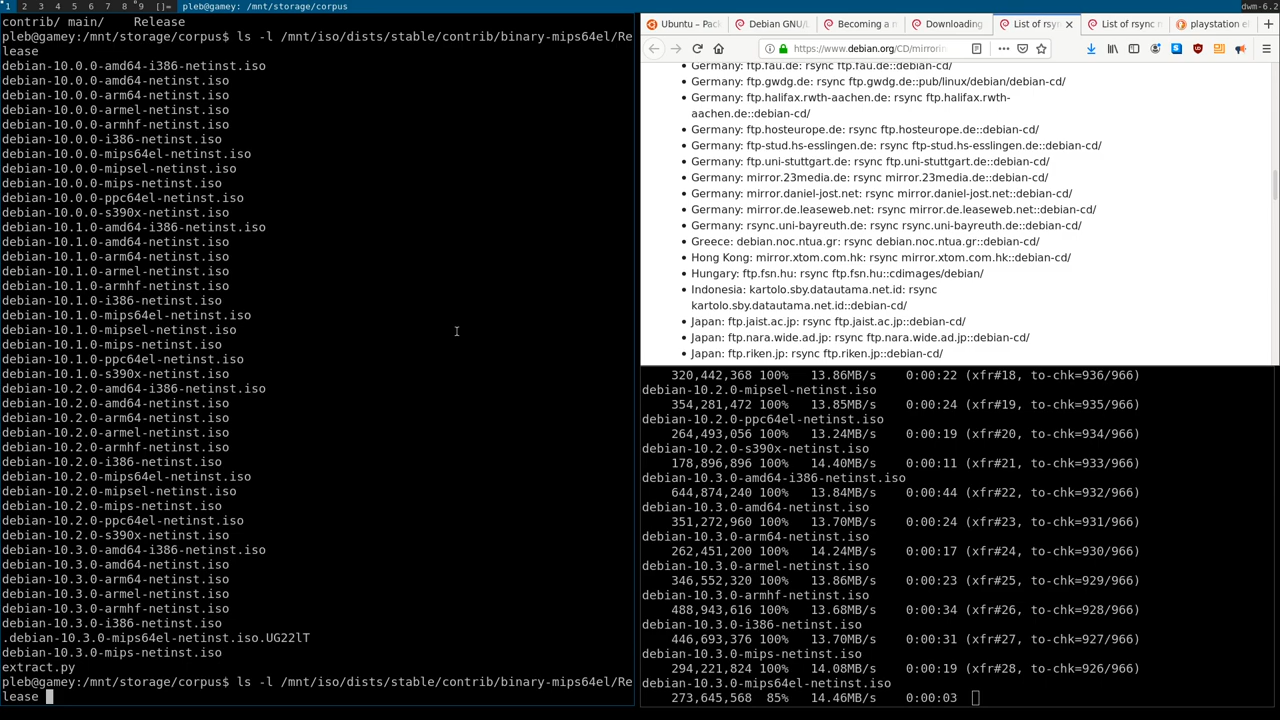 1 2 3 4 5 6 7 8 9 []= pleb@gamey: /mnt/storage/corpus dwm-6.2
contrib/ main/    Release
pleb@gamey:/mnt/storage/corpus$ ls -l /mnt/iso/dists/stable/contrib/binary-mips64el/Re
lease
debian-10.0.0-amd64-i386-netinst.iso
debian-10.0.0-amd64-netinst.iso
debian-10.0.0-arm64-netinst.iso
debian-10.0.0-armel-netinst.iso
debian-10.0.0-armhf-netinst.iso
debian-10.0.0-i386-netinst.iso
debian-10.0.0-mips64el-netinst.iso
debian-10.0.0-mipsel-netinst.iso
debian-10.0.0-mips-netinst.iso
debian-10.0.0-ppc64el-netinst.iso
debian-10.0.0-s390x-netinst.iso
debian-10.1.0-amd64-i386-netinst.iso
debian-10.1.0-amd64-netinst.iso
debian-10.1.0-arm64-netinst.iso
debian-10.1.0-armel-netinst.iso
debian-10.1.0-armhf-netinst.iso
debian-10.1.0-i386-netinst.iso
debian-10.1.0-mips64el-netinst.iso
debian-10.1.0-mipsel-netinst.iso
debian-10.1.0-mips-netinst.iso
debian-10.1.0-ppc64el-netinst.iso
debian-10.1.0-s390x-netinst.iso
debian-10.2.0-amd64-i386-netinst.iso
debian-10.2.0-amd64-netinst.iso
debian-10.2.0-arm64-netinst.iso
debian-10.2.0-armel-netinst.iso
debian-10.2.0-armhf-netinst.iso
debian-10.2.0-i386-netinst.iso
debian-10.2.0-mips64el-netinst.iso
debian-10.2.0-mipsel-netinst.iso
debian-10.2.0-mips-netinst.iso
debian-10.2.0-ppc64el-netinst.iso
debian-10.2.0-s390x-netinst.iso
debian-10.3.0-amd64-i386-netinst.iso
debian-10.3.0-amd64-netinst.iso
debian-10.3.0-arm64-netinst.iso
debian-10.3.0-armel-netinst.iso
debian-10.3.0-armhf-netinst.iso
debian-10.3.0-i386-netinst.iso
.debian-10.3.0-mips64el-netinst.iso.UG22lT
debian-10.3.0-mips-netinst.iso
extract.py
pleb@gamey:/mnt/storage/corpus$ ls -l /mnt/iso/dists/stable/contrib/binary-mips64el/Re
lease
Ubuntu – Pack Debian GNU/L Becoming a m Downloading List of rsyn List of rsync m playstation em
https://www.debian.org/CD/mirrorin
Germany: ftp.fau.de: rsync ftp.fau.de::debian-cd/
Germany: ftp.gwdg.de: rsync ftp.gwdg.de::pub/linux/debian/debian-cd/
Germany: ftp.halifax.rwth-aachen.de: rsync ftp.halifax.rwth-
aachen.de::debian-cd/
Germany: ftp.hosteurope.de: rsync ftp.hosteurope.de::debian-cd/
Germany: ftp-stud.hs-esslingen.de: rsync ftp-stud.hs-esslingen.de::debian-cd/
Germany: ftp.uni-stuttgart.de: rsync ftp.uni-stuttgart.de::debian-cd/
Germany: mirror.23media.de: rsync mirror.23media.de::debian-cd/
Germany: mirror.daniel-jost.net: rsync mirror.daniel-jost.net::debian-cd/
Germany: mirror.de.leaseweb.net: rsync mirror.de.leaseweb.net::debian-cd/
Germany: rsync.uni-bayreuth.de: rsync rsync.uni-bayreuth.de::debian-cd/
Greece: debian.noc.ntua.gr: rsync debian.noc.ntua.gr::debian-cd/
Hong Kong: mirror.xtom.com.hk: rsync mirror.xtom.com.hk::debian-cd/
Hungary: ftp.fsn.hu: rsync ftp.fsn.hu::cdimages/debian/
Indonesia: kartolo.sby.datautama.net.id: rsync
kartolo.sby.datautama.net.id::debian-cd/
Japan: ftp.jaist.ac.jp: rsync ftp.jaist.ac.jp::debian-cd/
Japan: ftp.nara.wide.ad.jp: rsync ftp.nara.wide.ad.jp::debian-cd/
Japan: ftp.riken.jp: rsync ftp.riken.jp::debian-cd/
320,442,368 100%   13.86MB/s    0:00:22 (xfr#18, to-chk=936/966)
debian-10.2.0-mipsel-netinst.iso
354,281,472 100%   13.85MB/s    0:00:24 (xfr#19, to-chk=935/966)
debian-10.2.0-ppc64el-netinst.iso
264,493,056 100%   13.24MB/s    0:00:19 (xfr#20, to-chk=934/966)
debian-10.2.0-s390x-netinst.iso
178,896,896 100%   14.40MB/s    0:00:11 (xfr#21, to-chk=933/966)
debian-10.3.0-amd64-i386-netinst.iso
644,874,240 100%   13.84MB/s    0:00:44 (xfr#22, to-chk=932/966)
debian-10.3.0-amd64-netinst.iso
351,272,960 100%   13.70MB/s    0:00:24 (xfr#23, to-chk=931/966)
debian-10.3.0-arm64-netinst.iso
262,451,200 100%   14.24MB/s    0:00:17 (xfr#24, to-chk=930/966)
debian-10.3.0-armel-netinst.iso
346,552,320 100%   13.86MB/s    0:00:23 (xfr#25, to-chk=929/966)
debian-10.3.0-armhf-netinst.iso
488,943,616 100%   13.68MB/s    0:00:34 (xfr#26, to-chk=928/966)
debian-10.3.0-i386-netinst.iso
446,693,376 100%   13.70MB/s    0:00:31 (xfr#27, to-chk=927/966)
debian-10.3.0-mips-netinst.iso
294,221,824 100%   14.08MB/s    0:00:19 (xfr#28, to-chk=926/966)
debian-10.3.0-mips64el-netinst.iso
273,645,568  85%   14.46MB/s    0:00:03